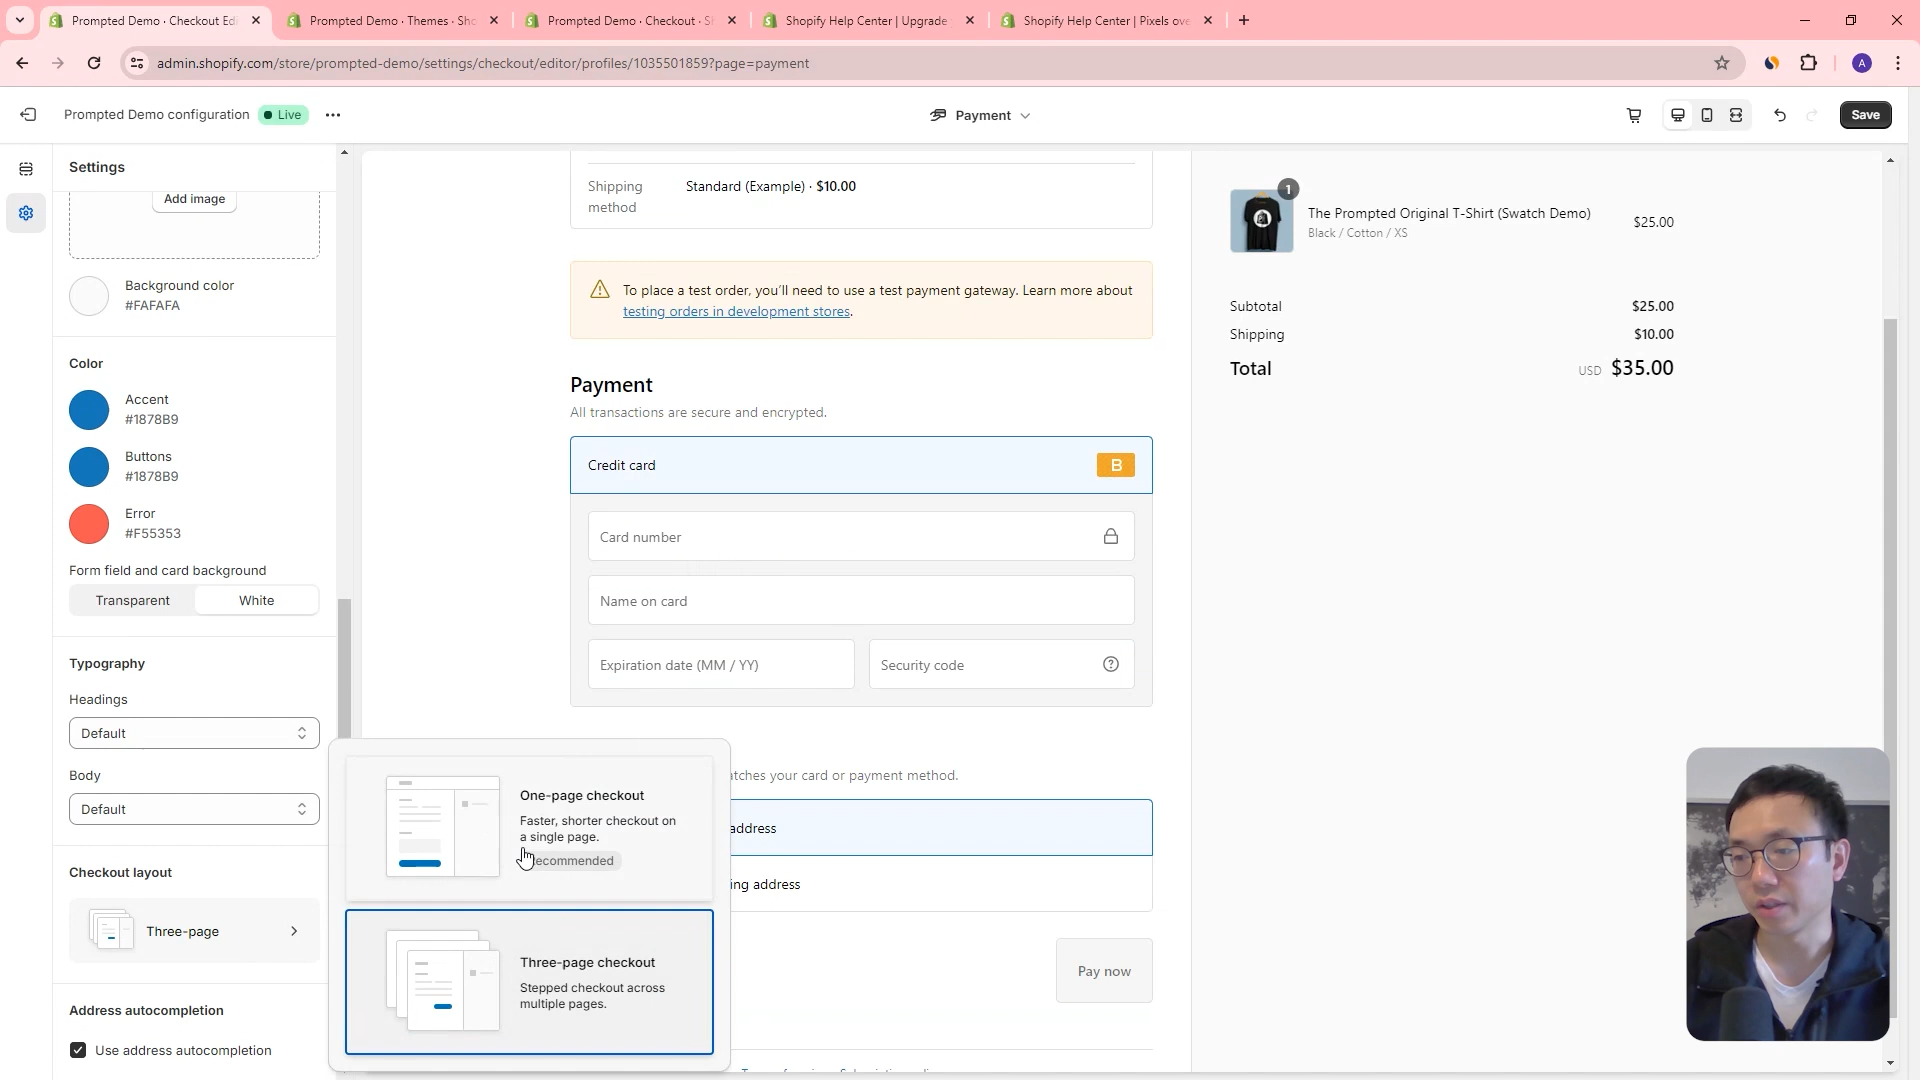 Prompted Demo · Checkout Ed
Prompted Demo · Themes · Sho
Prompted Demo · Checkout · S
Shopify Help Center | Upgrade
Shopify Help Center | Pixels ove
admin.shopify.com/store/prompted-demo/settings/checkout/editor/profiles/1035501859?page=payment
A
Prompted Demo configuration
Live
Payment
Save
Settings
Add image
Background color
#FAFAFA
Color
Accent
#1878B9
Buttons
#1878B9
Error
#F55353
Form field and card background
Transparent
White
Typography
Headings
Default
Body
Default
Checkout layout
Three-page
Address autocompletion
Use address autocompletion
One-page checkout
Faster, shorter checkout on
a single page.
ecommended
Three-page checkout
Stepped checkout across
multiple pages.
Shipping
method
Standard (Example) · $10.00
To place a test order, you'll need to use a test payment gateway. Learn more about
testing orders in development stores.
Payment
All transactions are secure and encrypted.
Credit card
B
Card number
Name on card
Expiration date (MM / YY)
Security code
atches your card or payment method.
address
ing address
Pay now
1
The Prompted Original T-Shirt (Swatch Demo)
Black / Cotton / XS
$25.00
Subtotal
$25.00
Shipping
$10.00
Total
USD $35.00